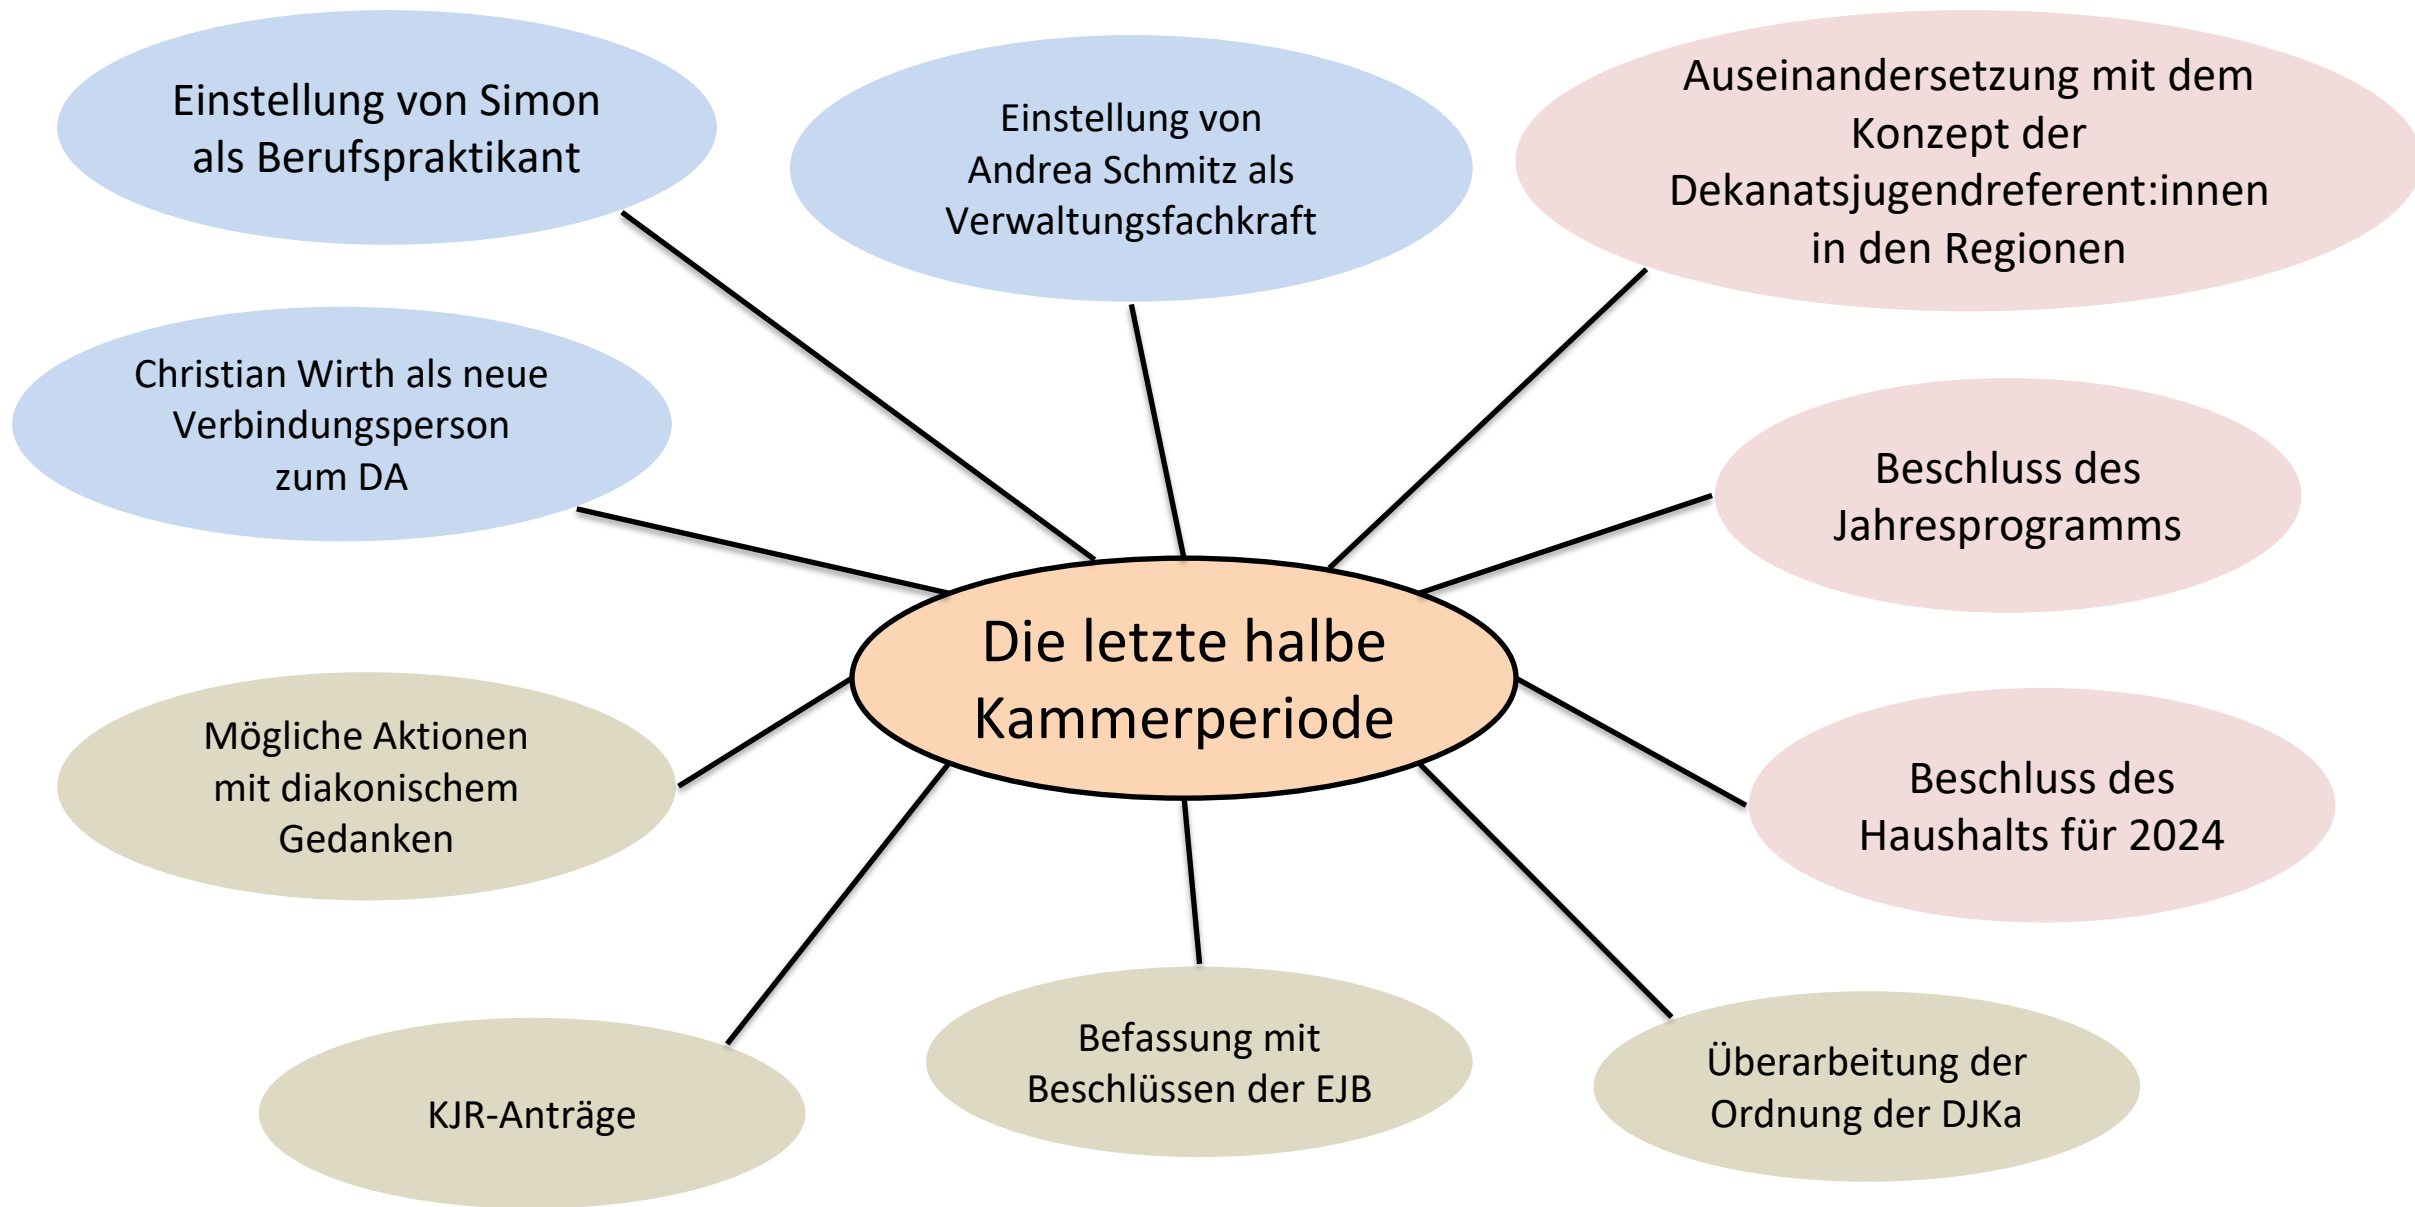 Einstellung von Simon
als Berufspraktikant
Einstellung von
Andrea Schmitz als
Verwaltungsfachkraft
Auseinandersetzung mit dem
Konzept der
Dekanatsjugendreferent:innen
in den Regionen
Christian Wirth als neue
Verbindungsperson
zum DA
Beschluss des
Jahresprogramms
Die letzte halbe
Kammerperiode
Mögliche Aktionen
mit diakonischem
Gedanken
Beschluss des
Haushalts für 2024
KJR-Anträge
Befassung mit
Beschlüssen der EJB
Überarbeitung der
Ordnung der DJKa